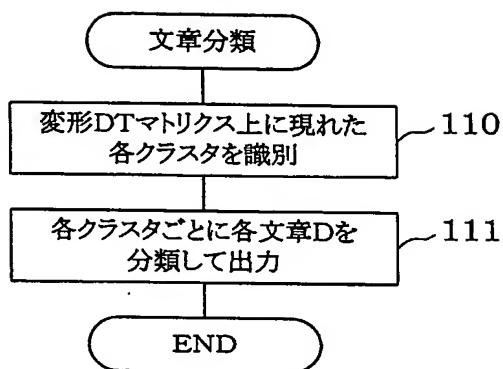 文章分類
変形DTマトリクス上に現れた
各クラスタを識別
110
各クラスタごとに各文章Dを
分類して出力
111
END